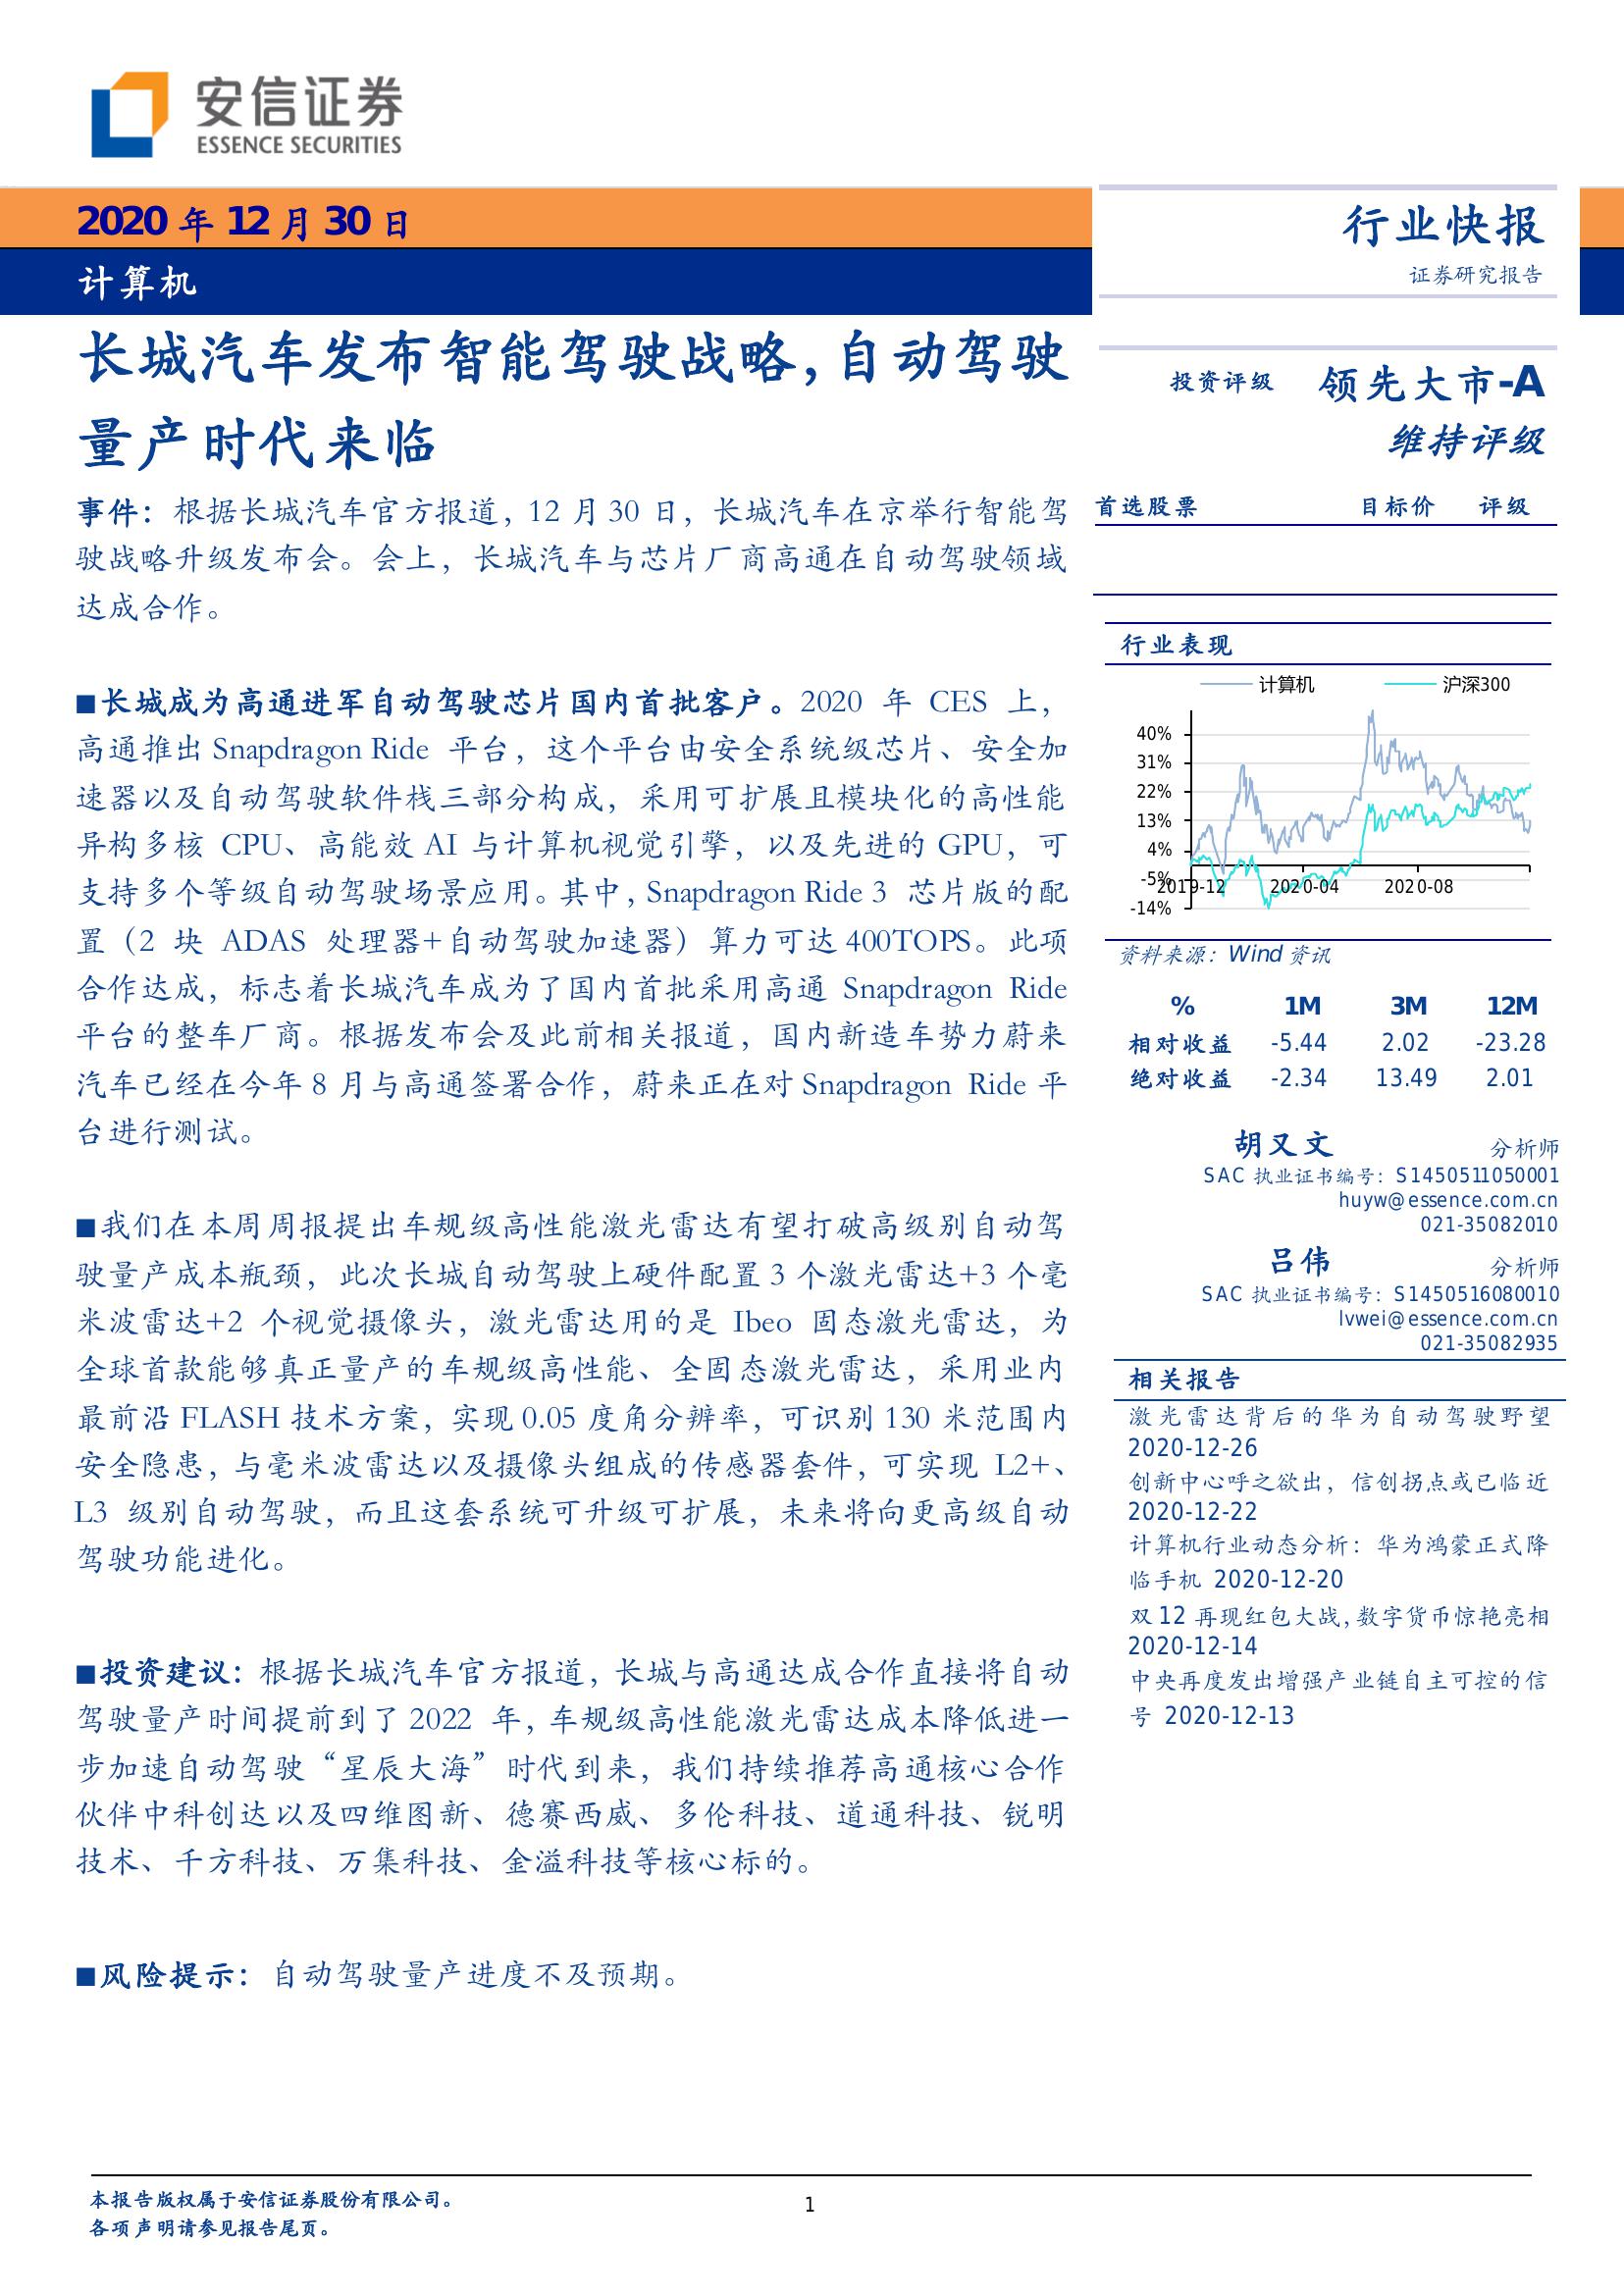 安信证券
ESSENCE SECURITIES
2020 年 12 月 30 日
计算机
长城汽车发布智能驾驶战略，自动驾驶
量产时代来临
事件：根据长城汽车官方报道，12 月 30 日，长城汽车在京举行智能驾
驶战略升级发布会。会上，长城汽车与芯片厂商高通在自动驾驶领域
达成合作。
■长城成为高通进军自动驾驶芯片国内首批客户。2020 年 CES 上，
高通推出 Snapdragon Ride 平台，这个平台由安全系统级芯片、安全加
速器以及自动驾驶软件栈三部分构成，采用可扩展且模块化的高性能
异构多核 CPU、高能效 AI 与计算机视觉引擎，以及先进的 GPU，可
支持多个等级自动驾驶场景应用。其中，Snapdragon Ride 3 芯片版的配
置（2 块 ADAS 处理器+自动驾驶加速器）算力可达 400TOPS。此项
合作达成，标志着长城汽车成为了国内首批采用高通 Snapdragon Ride
平台的整车厂商。根据发布会及此前相关报道，国内新造车势力蔚来
汽车已经在今年 8 月与高通签署合作，蔚来正在对 Snapdragon Ride 平
台进行测试。
■我们在本周周报提出车规级高性能激光雷达有望打破高级别自动驾
驶量产成本瓶颈，此次长城自动驾驶上硬件配置 3 个激光雷达+3 个毫
米波雷达+2 个视觉摄像头，激光雷达用的是 Ibeo 固态激光雷达，为
全球首款能够真正量产的车规级高性能、全固态激光雷达，采用业内
最前沿 FLASH 技术方案，实现 0.05 度角分辨率，可识别 130 米范围内
安全隐患，与毫米波雷达以及摄像头组成的传感器套件，可实现 L2+、
L3 级别自动驾驶，而且这套系统可升级可扩展，未来将向更高级自动
驾驶功能进化。
■投资建议：根据长城汽车官方报道，长城与高通达成合作直接将自动
驾驶量产时间提前到了 2022 年，车规级高性能激光雷达成本降低进一
步加速自动驾驶“星辰大海”时代到来，我们持续推荐高通核心合作
伙伴中科创达以及四维图新、德赛西威、多伦科技、道通科技、锐明
技术、千方科技、万集科技、金溢科技等核心标的。
■风险提示：自动驾驶量产进度不及预期。
行业快报
证券研究报告
投资评级 领先大市-A
维持评级
首选股票 目标价 评级
行业表现
计算机 沪深300
40%
31%
22%
13%
4%
-5%
-14%
2019-12 2020-04 2020-08
资料来源：Wind 资讯
% 1M 3M 12M
相对收益 -5.44 2.02 -23.28
绝对收益 -2.34 13.49 2.01
胡又文 分析师
SAC 执业证书编号：S1450511050001
huyw@essence.com.cn
021-35082010
吕伟 分析师
SAC 执业证书编号：S1450516080010
lvwei@essence.com.cn
021-35082935
相关报告
激光雷达背后的华为自动驾驶野望
2020-12-26
创新中心呼之欲出，信创拐点或已临近
2020-12-22
计算机行业动态分析：华为鸿蒙正式降
临手机 2020-12-20
双 12 再现红包大战，数字货币惊艳亮相
2020-12-14
中央再度发出增强产业链自主可控的信
号 2020-12-13
本报告版权属于安信证券股份有限公司。
各项声明请参见报告尾页。
1